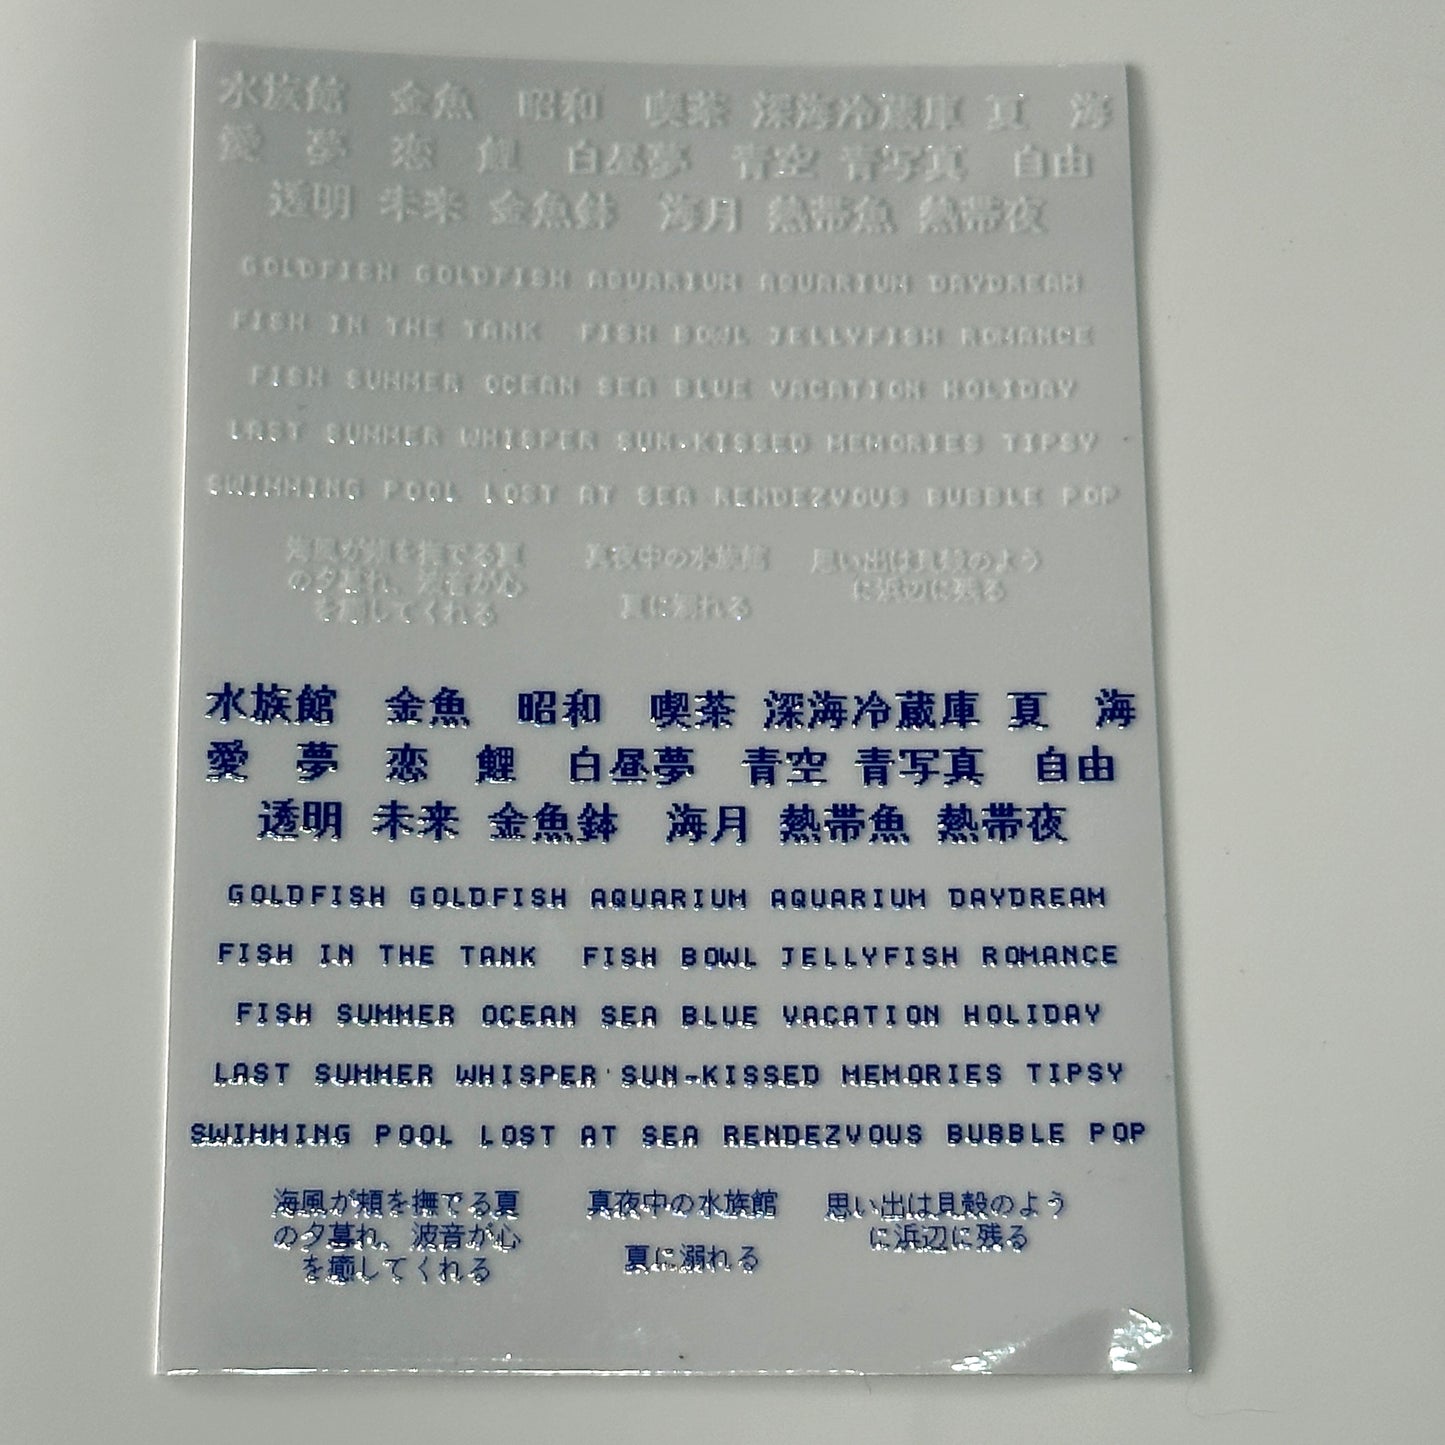 水族館 金魚 昭和 喫茶 深海冷蔵庫 夏 海
愛 夢 恋 鯉 白昼夢 青空 青写真 自由
透明 未来 金魚鉢 海月 熱帯魚 熱帯夜
GOLDFISH GOLDFISH AQUARIUM AQUARIUM DAYDREAM
FISH IN THE TANK FISH BOWL JELLYFISH ROMANCE
FISH SUMMER OCEAN SEA BLUE VACATION HOLIDAY
LAST SUMMER WHISPER SUN-KISSED MEMORIES TIPSY
SWIMMING POOL LOST AT SEA RENDEZVOUS BUBBLE POP
海風が頬を撫でる夏
の夕暮れ、波音が心
を癒してくれる
真夜中の水族館
夏に溺れる
思い出は貝殻のよう
に浜辺に残る
水族館 金魚 昭和 喫茶 深海冷蔵庫 夏 海
愛 夢 恋 鯉 白昼夢 青空 青写真 自由
透明 未来 金魚鉢 海月 熱帯魚 熱帯夜
GOLDFISH GOLDFISH AQUARIUM AQUARIUM DAYDREAM
FISH IN THE TANK FISH BOWL JELLYFISH ROMANCE
FISH SUMMER OCEAN SEA BLUE VACATION HOLIDAY
LAST SUMMER WHISPER SUN-KISSED MEMORIES TIPSY
SWIMMING POOL LOST AT SEA RENDEZVOUS BUBBLE POP
海風が頬を撫でる夏
の夕暮れ、波音が心
を癒してくれる
真夜中の水族館
夏に溺れる
思い出は貝殻のよう
に浜辺に残る